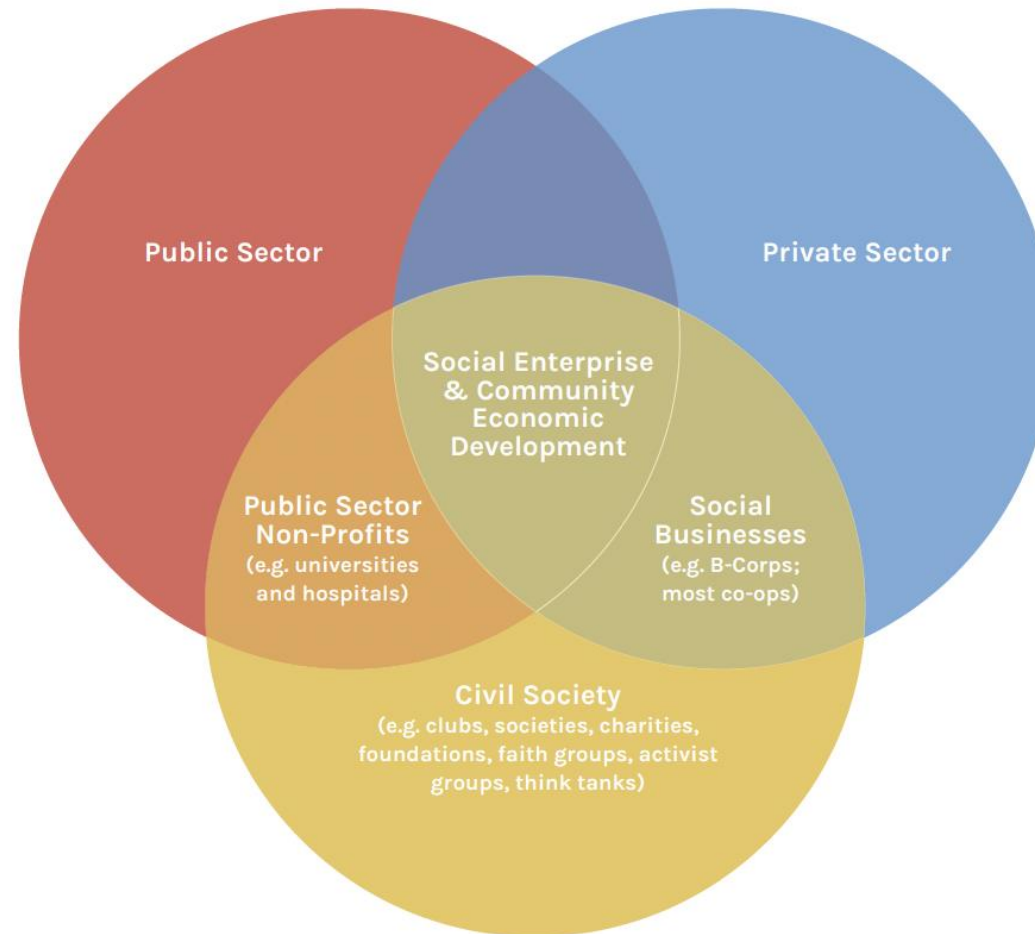 Public Sector
Private Sector
Social Enterprise
& Community
Economic
Development
Public Sector
Non-Profits
(e.g. universities
and hospitals)
Social
Businesses
(e.g. B-Corps;
most co-ops)
Civil Society
(e.g. clubs, societies, charities,
foundations, faith groups, activist
groups, think tanks)